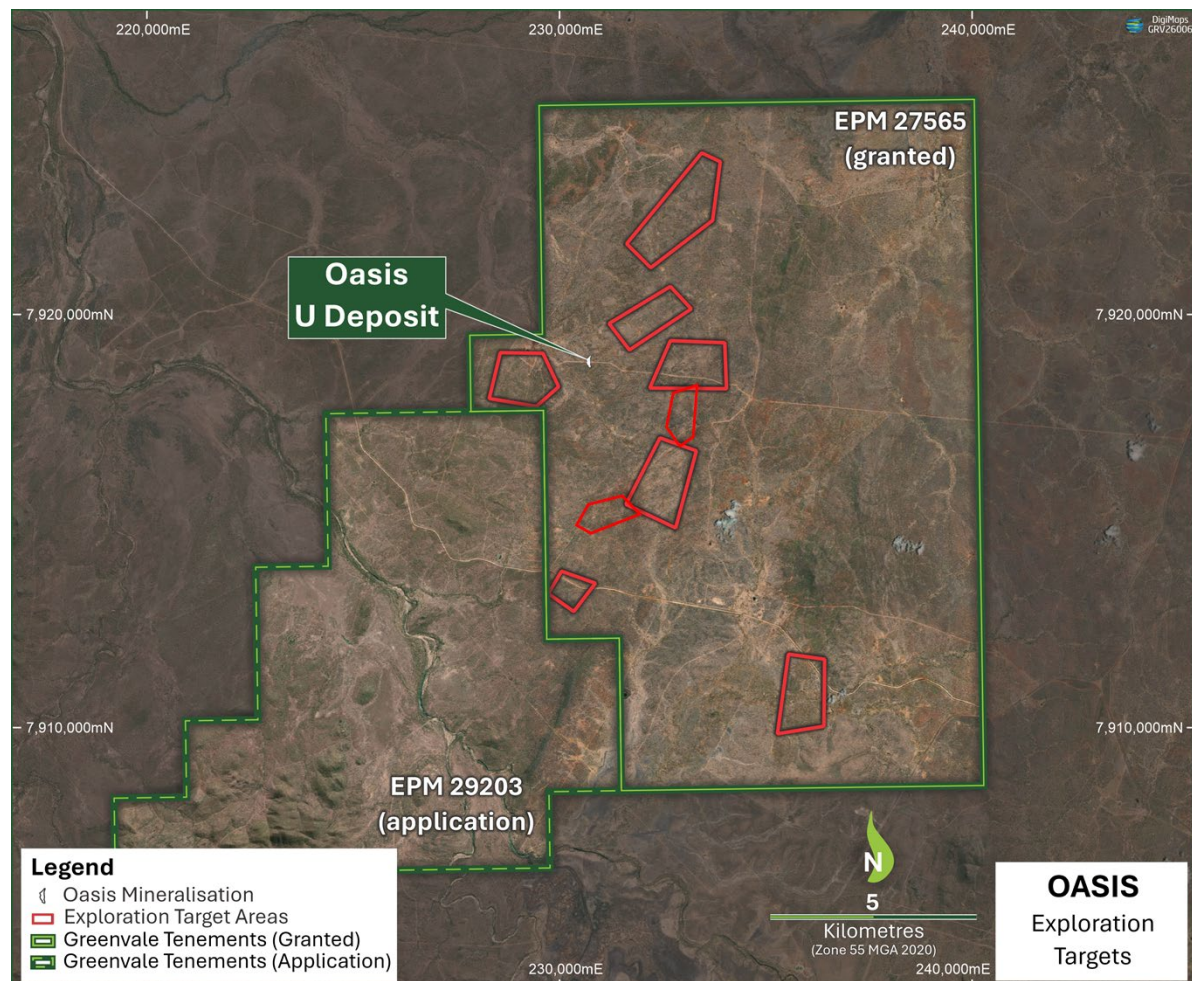 DigiMaps
GRV26006
220,000mE
230,000mE
240,000mE
EPM 27565
(granted)
Oasis
U Deposit
7,920,000mN
7,920,000mN
7,910,000mN
7,910,000mN
EPM 29203
(application)
Legend
Oasis Mineralisation
Exploration Target Areas
Greenvale Tenements (Granted)
Greenvale Tenements (Application)
N
5
Kilometres
(Zone 55 MGA 2020)
OASIS
Exploration
Targets
230,000mE
240,000mE